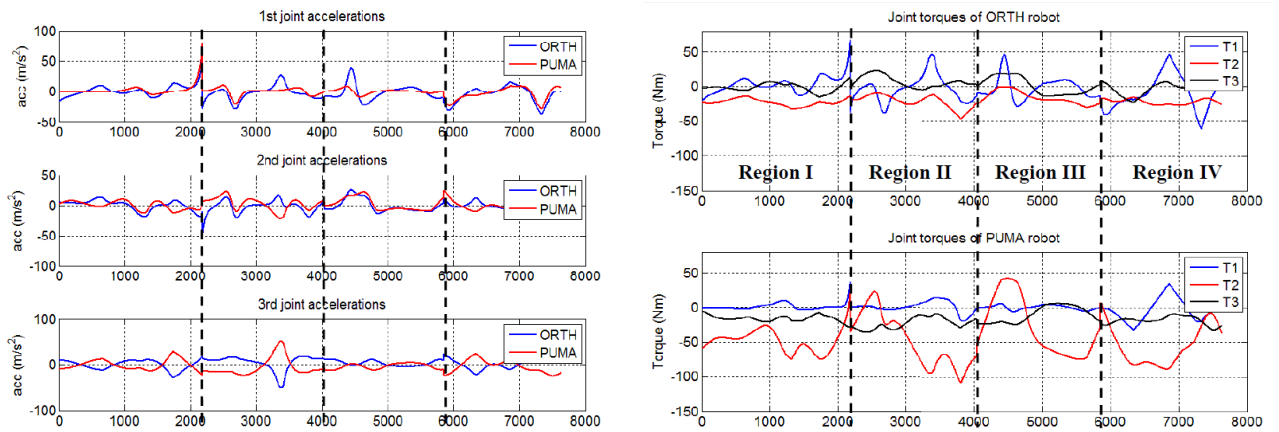 1st joint accelerations
acc (m/s²)
100
50
0
-50
ORTH
PUMA
0 1000 2000 3000 4000 5000 6000 7000 8000
2nd joint accelerations
acc (m/s²)
50
0
-50
-100
ORTH
PUMA
0 1000 2000 3000 4000 5000 6000 7000 8000
3rd joint accelerations
acc (m/s²)
100
0
-100
ORTH
PUMA
0 1000 2000 3000 4000 5000 6000 7000 8000
Joint torques of ORTH robot
Torque (Nm)
50
0
-50
-100
-150
T1
T2
T3
Region I Region II Region III Region IV
0 1000 2000 3000 4000 5000 6000 7000 8000
Joint torques of PUMA robot
Torque (Nm)
50
0
-50
-100
-150
T1
T2
T3
0 1000 2000 3000 4000 5000 6000 7000 8000